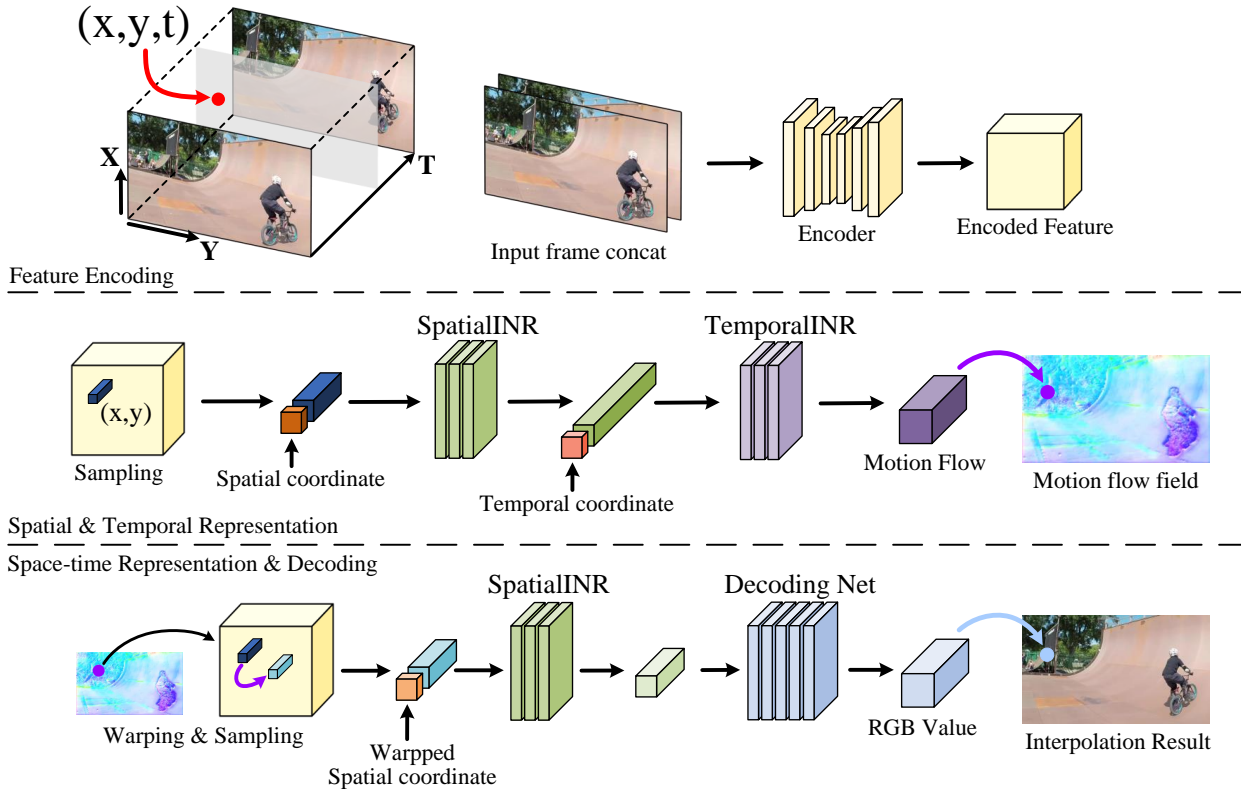 (x,y,t)
X
T
Y
Input frame concat
Encoder
Encoded Feature
Feature Encoding
SpatialINR
TemporalINR
(x,y)
Sampling
Spatial coordinate
Temporal coordinate
Motion Flow
Motion flow field
Spatial & Temporal Representation
Space-time Representation & Decoding
SpatialINR
Decoding Net
Warping & Sampling
Warpped
Spatial coordinate
RGB Value
Interpolation Result